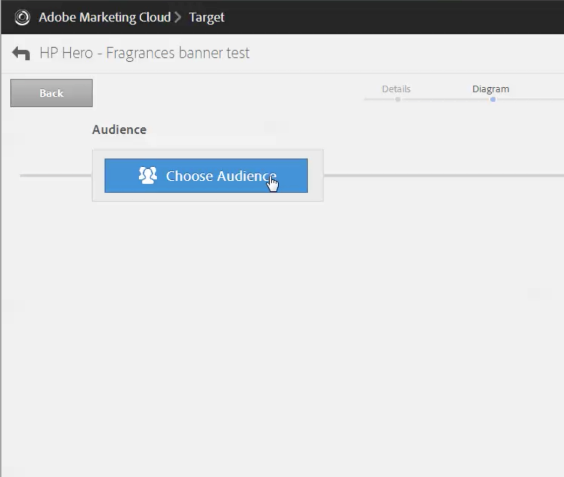 Adobe Marketing Cloud > Target
HP Hero - Fragrances banner test
Back
Details
Diagram
Audience
Choose Audience